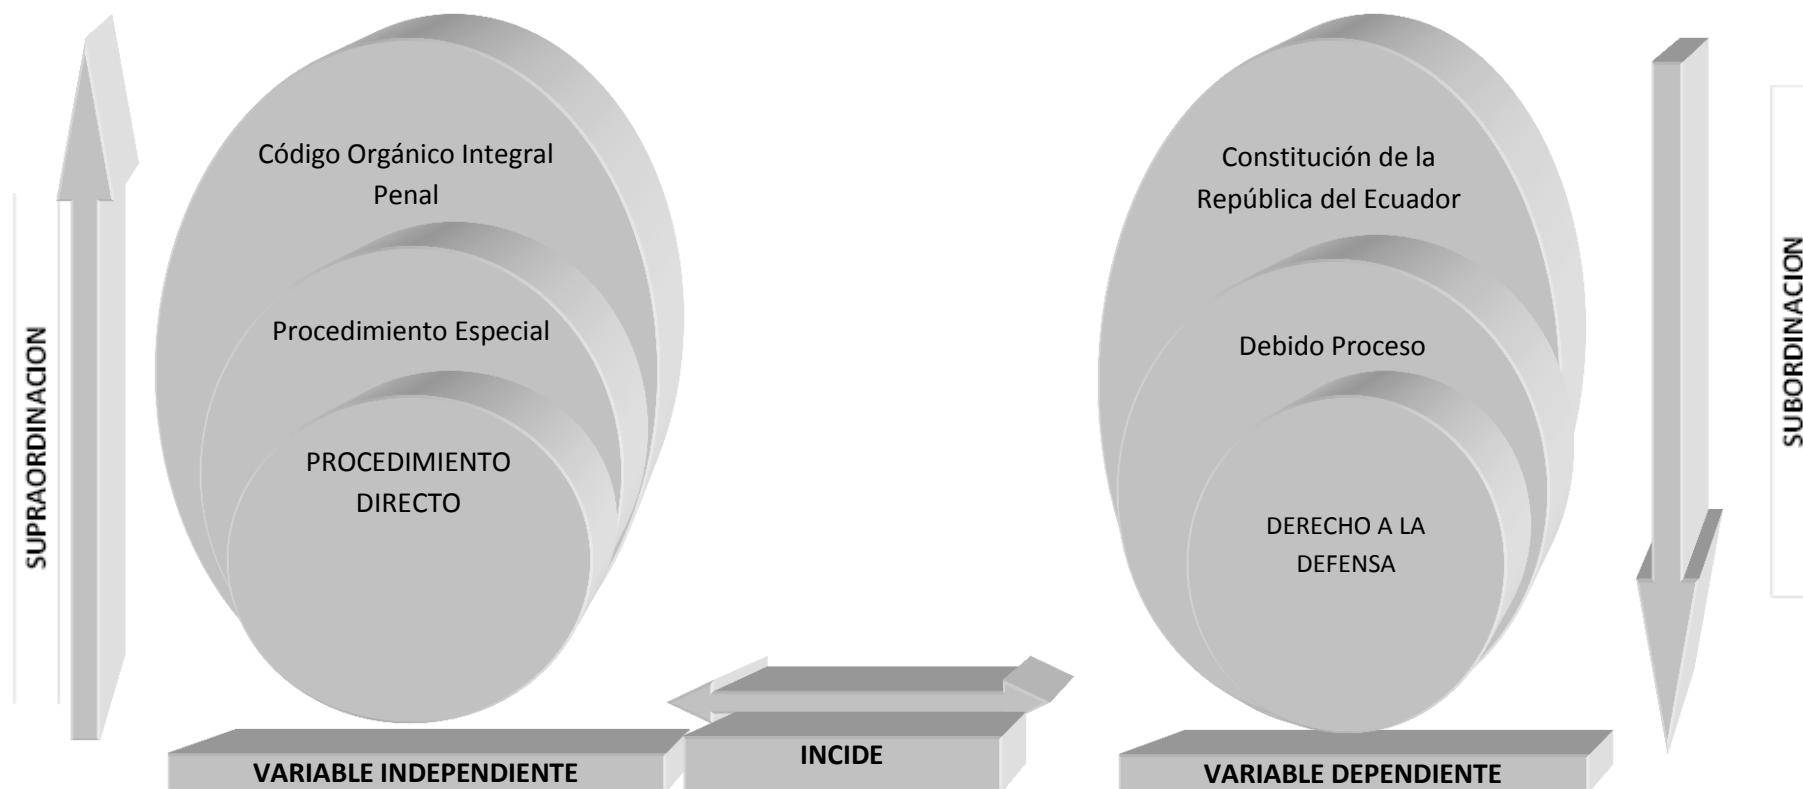 SUPRAORDINACION
Código Orgánico Integral
Penal
Procedimiento Especial
PROCEDIMIENTO
DIRECTO
VARIABLE INDEPENDIENTE
INCIDE
Constitución de la
República del Ecuador
Debido Proceso
DERECHO A LA
DEFENSA
VARIABLE DEPENDIENTE
SUBORDINACION